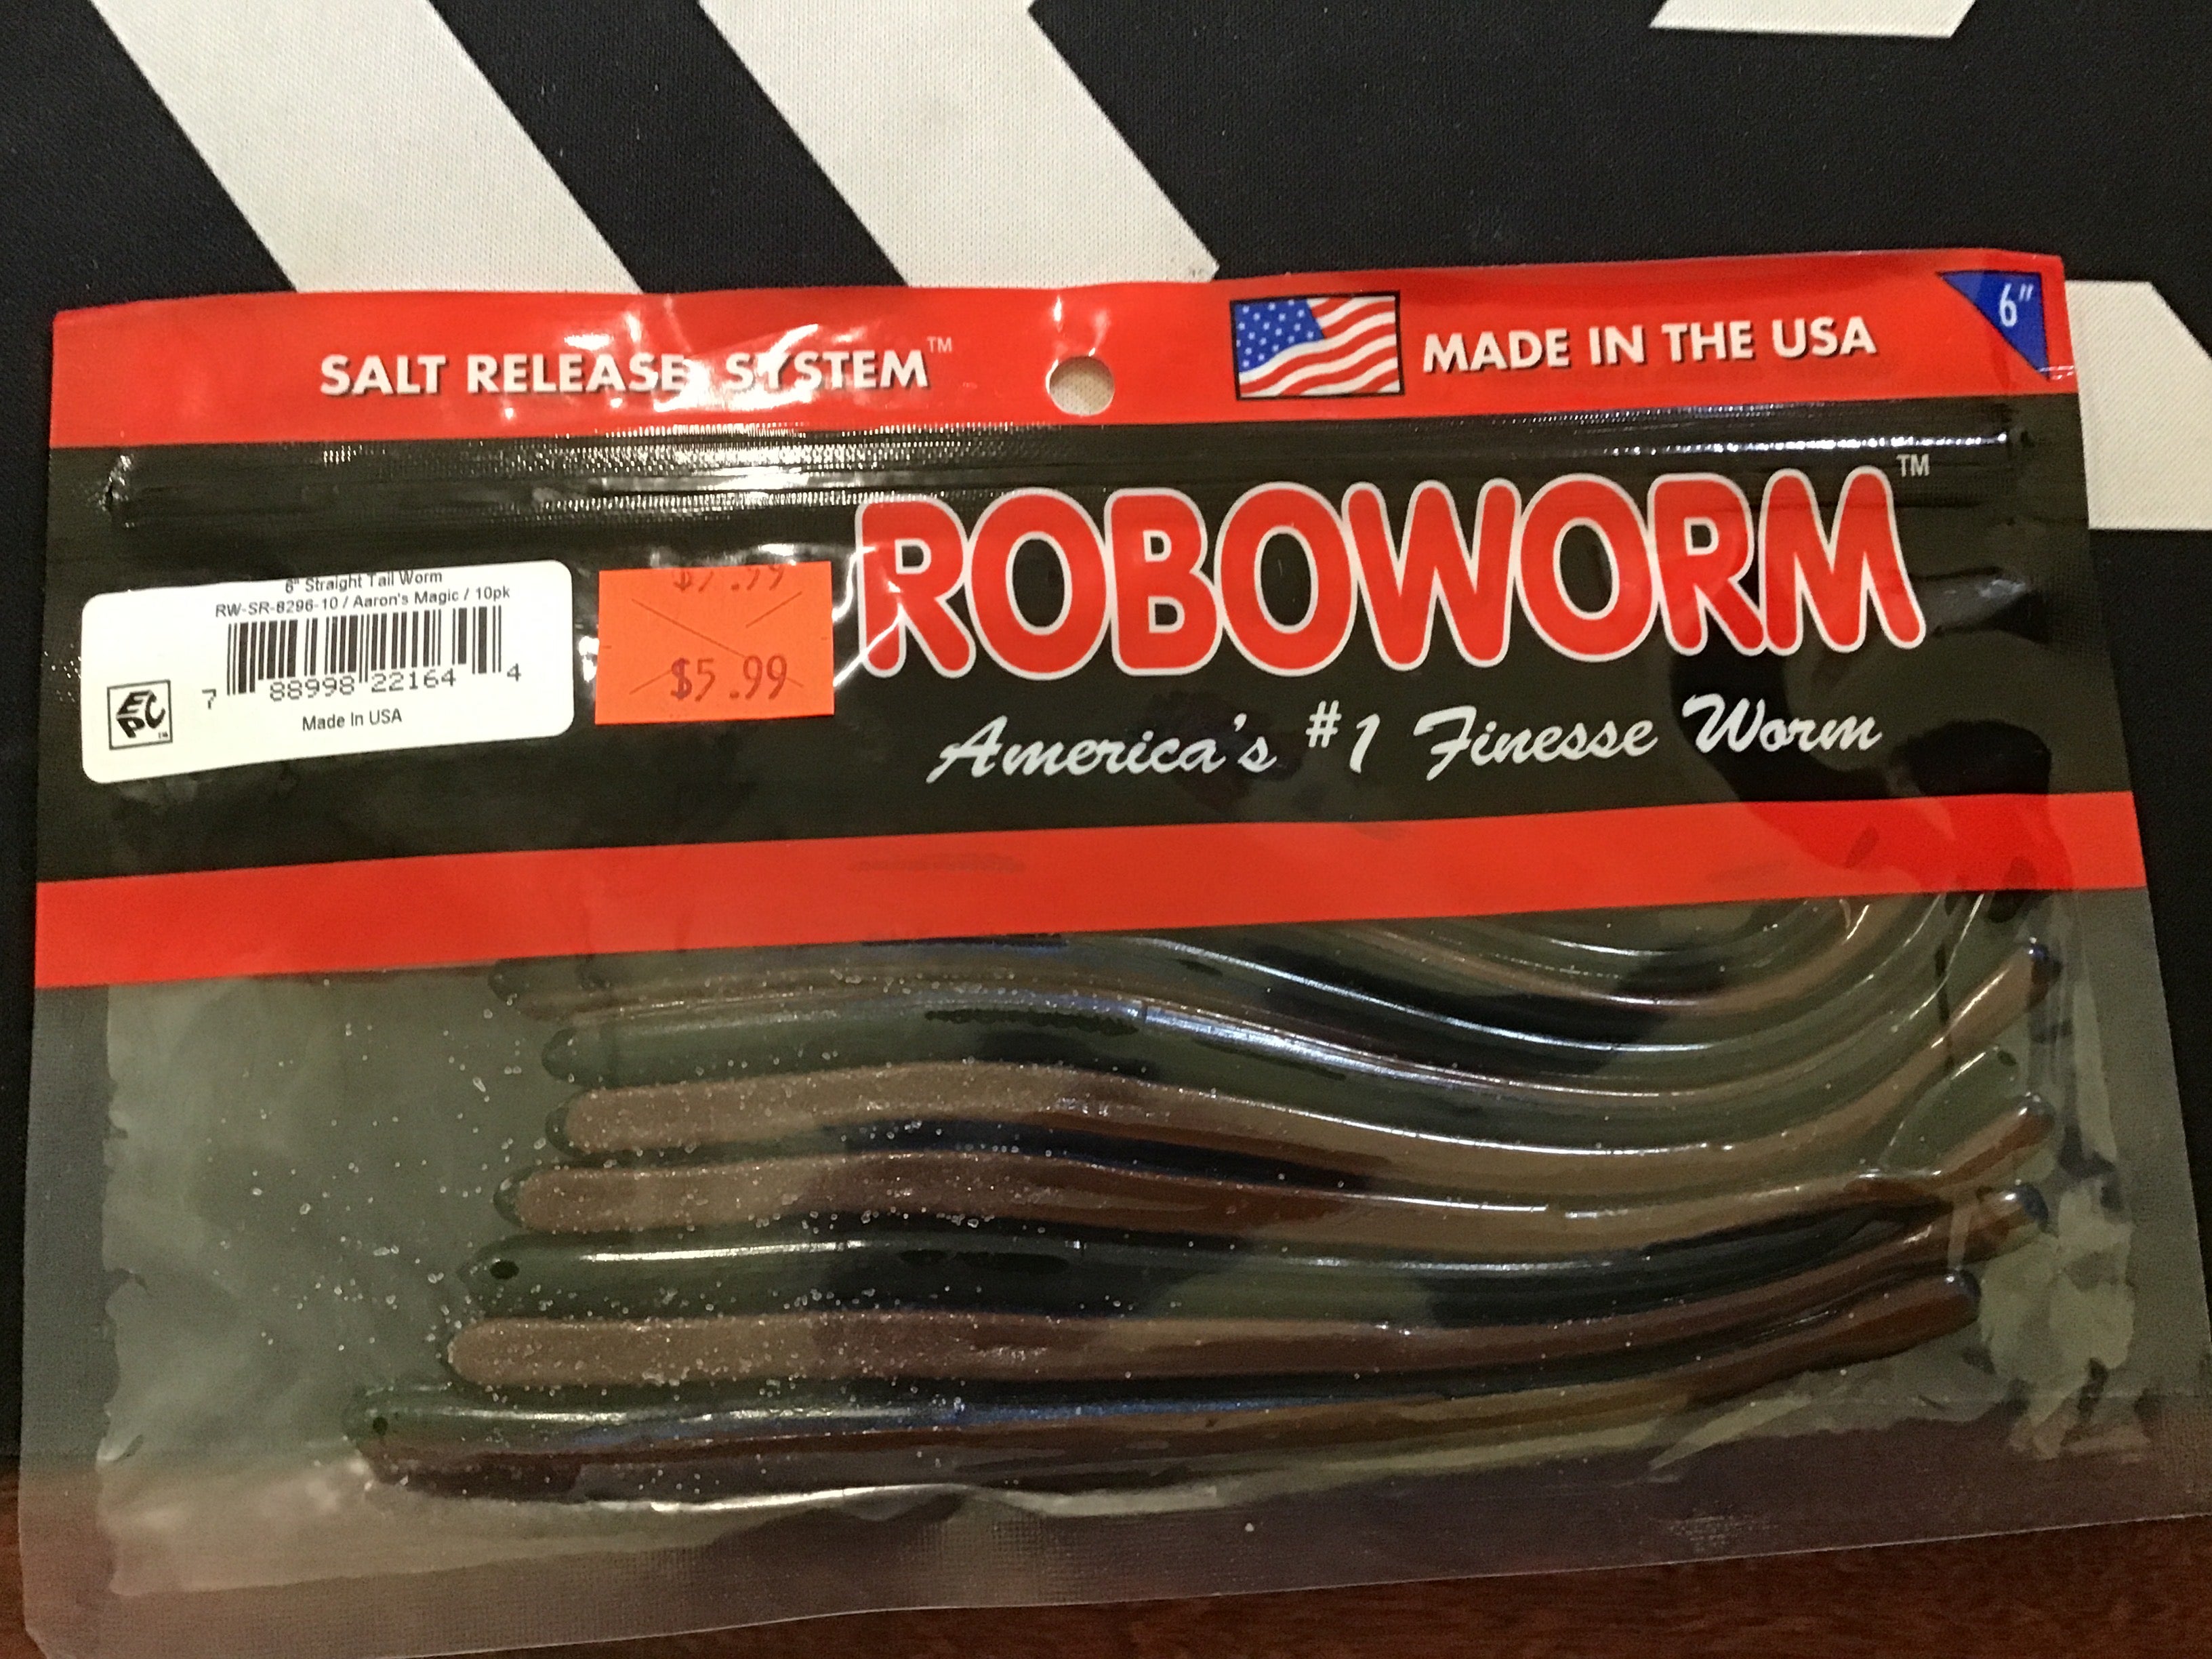 SALT RELEASE SYSTEM™
MADE IN THE USA
6"
ROBOWORM™
America's #1 Finesse Worm
6" Straight Tail Worm
RW-SR-8296-10 / Aaron's Magic / 10pk
7 88998 22164 4
EPC
Made In USA
$5.99